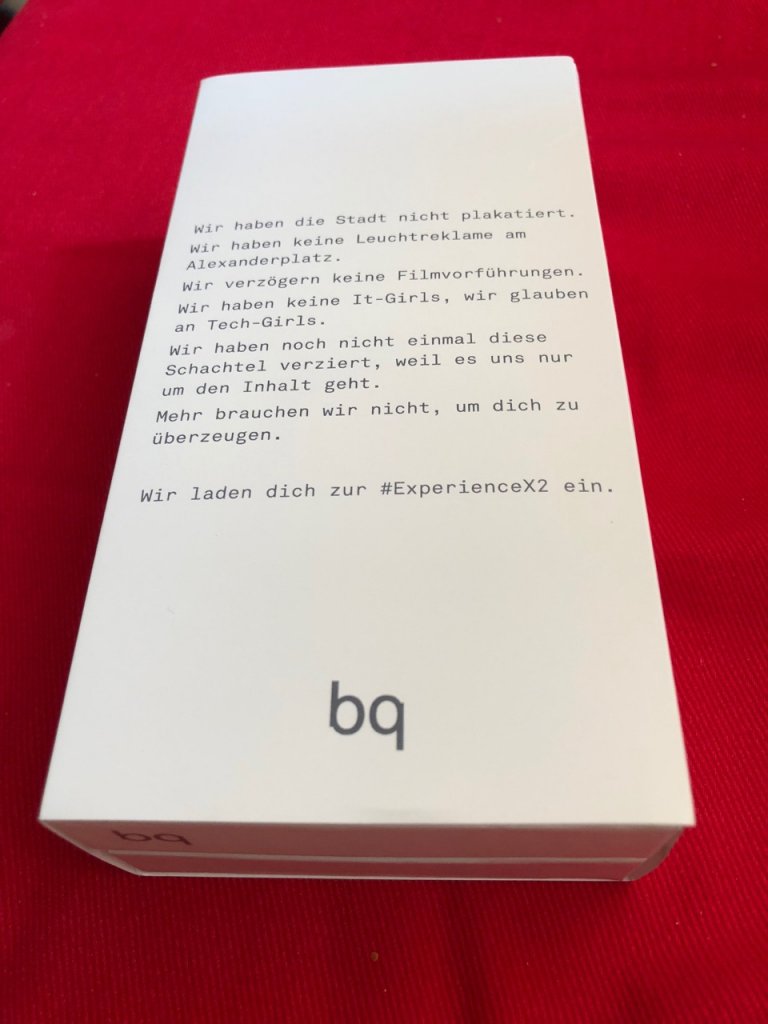 Wir haben die Stadt nicht plakatiert.
Wir haben keine Leuchtreklame am
Alexanderplatz.
Wir verzögern keine Filmvorführungen.
Wir haben keine It-Girls, wir glauben
an Tech-Girls.
Wir haben noch nicht einmal diese
Schachtel verziert, weil es uns nur
um den Inhalt geht.
Mehr brauchen wir nicht, um dich zu
überzeugen.
Wir laden dich zur #ExperienceX2 ein.
bq
bq